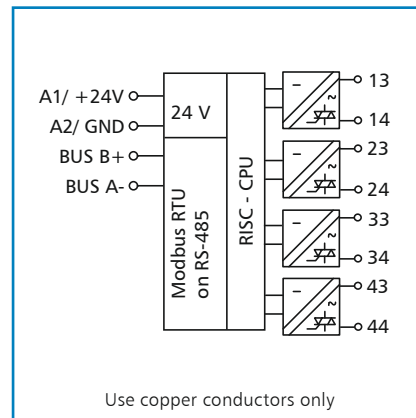 A1/ +24V
A2/ GND
BUS B+
BUS A-
24 V
Modbus RTU
on RS-485
RISC - CPU
–
~
13
14
–
~
23
24
–
~
33
34
–
~
43
44
Use copper conductors only